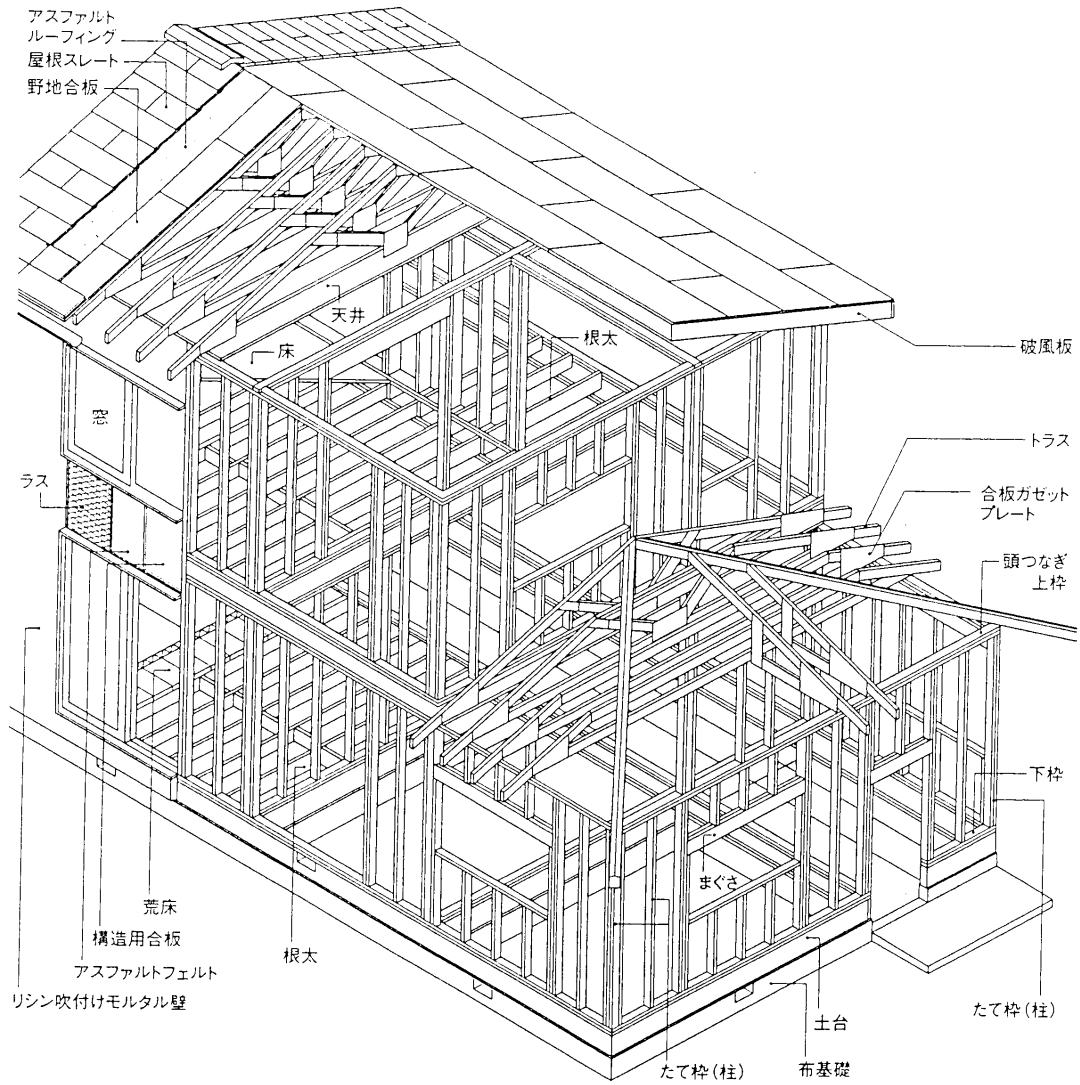 アスファルト
ルーフィング
屋根スレート
野地合板
天井
床
根太
破風板
窓
トラス
ラス
合板ガゼット
プレート
頭つなぎ
上枠
下枠
まぐさ
荒床
構造用合板
根太
アスファルトフェルト
リシン吹付けモルタル壁
たて枠(柱)
土台
たて枠(柱)
布基礎